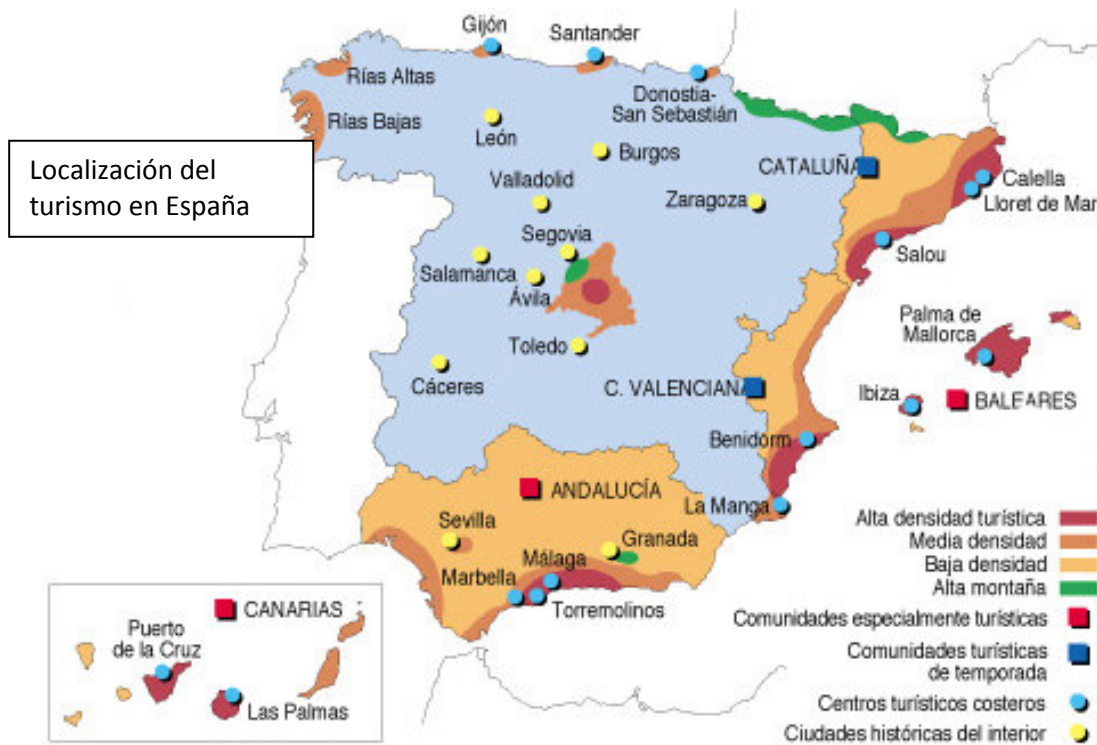 Gijón
Santander
Rías Altas
Donostia-
San Sebastián
Rías Bajas
León
Burgos
CATALUÑA
Localización del
turismo en España
Valladolid
Zaragoza
Calella
Lloret de Mar
Segovia
Salou
Salamanca
Ávila
Palma de
Mallorca
Toledo
Cáceres
C. VALENCIANA
Ibiza
BALEARES
Benidorm
ANDALUCÍA
La Manga
Sevilla
Granada
Málaga
Marbella
Torremolinos
CANARIAS
Puerto
de la Cruz
Las Palmas
Alta densidad turística
Media densidad
Baja densidad
Alta montaña
Comunidades especialmente turísticas
Comunidades turísticas
de temporada
Centros turísticos costeros
Ciudades históricas del interior